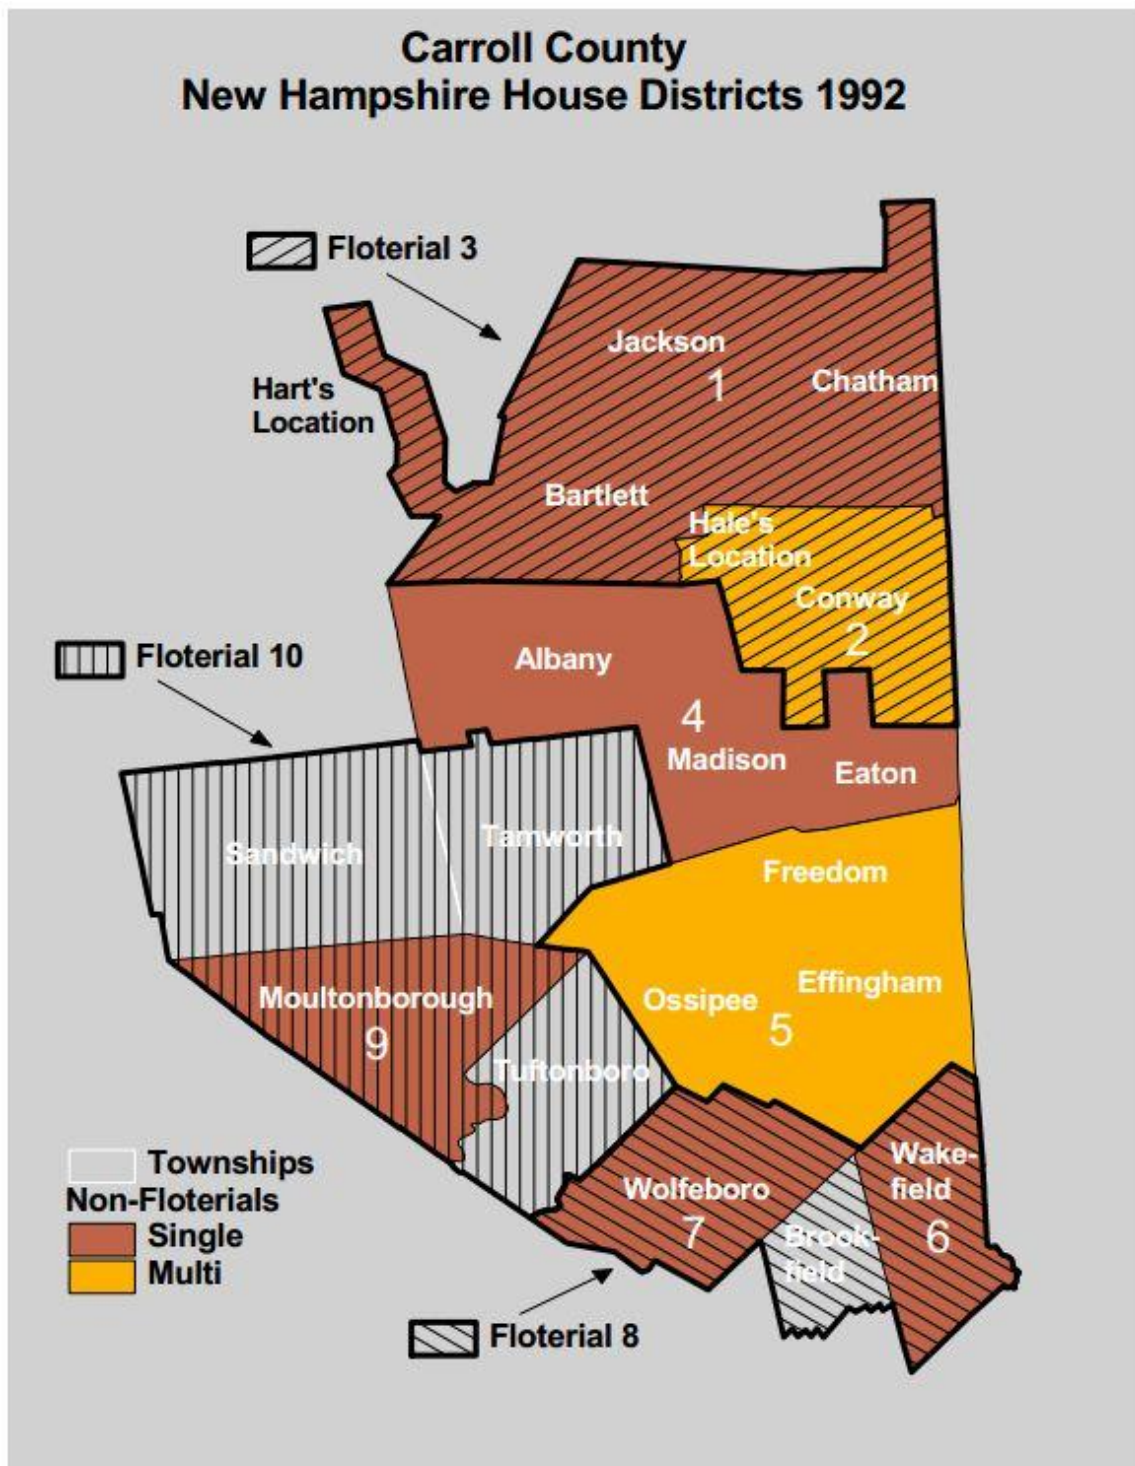 Carroll County
New Hampshire House Districts 1992
Floterial 3
Jackson
1
Chatham
Hart's
Location
Bartlett
Hale's
Location
Conway
2
Floterial 10
Albany
4
Madison
Eaton
Tamworth
Sandwich
Freedom
Effingham
Moultonborough
Ossipee
5
9
Tuftonboro
Townships
Non-Floterials
Single
Multi
Wake-
field
6
Wolfeboro
7
Brook-
field
Floterial 8